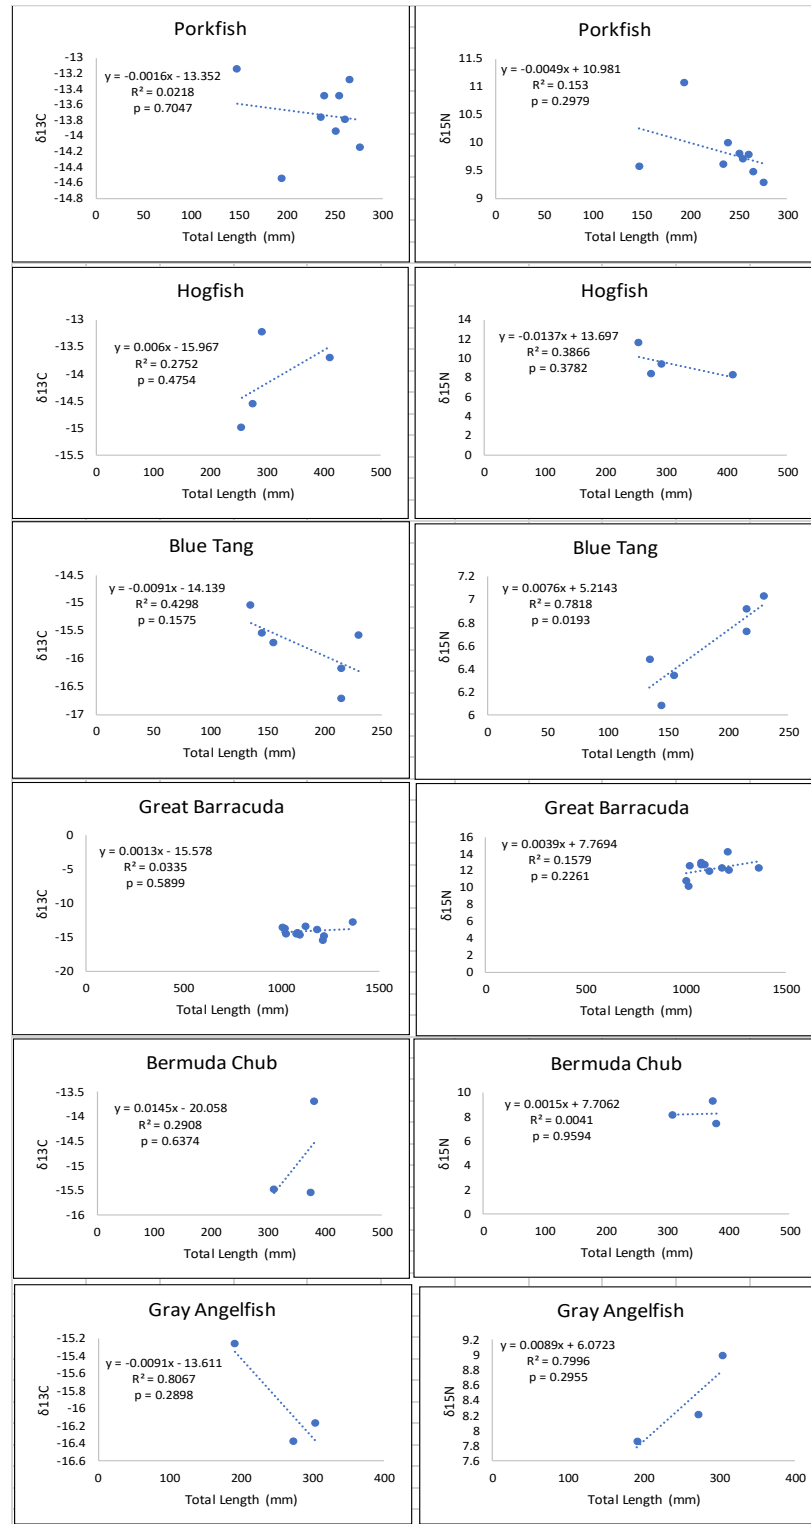 Porkfish
y = -0.0016x - 13.352
R² = 0.0218
p = 0.7047
δ13C
-13
-13.2
-13.4
-13.6
-13.8
-14
-14.2
-14.4
-14.6
-14.8
0 50 100 150 200 250 300
Total Length (mm)
Porkfish
y = -0.0049x + 10.981
R² = 0.153
p = 0.2979
δ15N
11.5
11
10.5
10
9.5
9
0 50 100 150 200 250 300
Total Length (mm)
Hogfish
y = 0.006x - 15.967
R² = 0.2752
p = 0.4754
δ13C
-13
-13.5
-14
-14.5
-15
-15.5
0 100 200 300 400 500
Total Length (mm)
Hogfish
y = -0.0137x + 13.697
R² = 0.3866
p = 0.3782
δ15N
14
12
10
8
6
4
2
0
0 100 200 300 400 500
Total Length (mm)
Blue Tang
y = -0.0091x - 14.139
R² = 0.4298
p = 0.1575
δ13C
-14.5
-15
-15.5
-16
-16.5
-17
0 50 100 150 200 250
Total Length (mm)
Blue Tang
y = 0.0076x + 5.2143
R² = 0.7818
p = 0.0193
δ15N
7.2
7
6.8
6.6
6.4
6.2
6
0 50 100 150 200 250
Total Length (mm)
Great Barracuda
y = 0.0013x - 15.578
R² = 0.0335
p = 0.5899
δ13C
0
-5
-10
-15
-20
0 500 1000 1500
Total Length (mm)
Great Barracuda
y = 0.0039x + 7.7694
R² = 0.1579
p = 0.2261
δ15N
16
14
12
10
8
6
4
2
0
0 500 1000 1500
Total Length (mm)
Bermuda Chub
y = 0.0145x - 20.058
R² = 0.2908
p = 0.6374
δ13C
-13.5
-14
-14.5
-15
-15.5
-16
0 100 200 300 400 500
Total Length (mm)
Bermuda Chub
y = 0.0015x + 7.7062
R² = 0.0041
p = 0.9594
δ15N
10
8
6
4
2
0
0 100 200 300 400 500
Total Length (mm)
Gray Angelfish
y = -0.0091x - 13.611
R² = 0.8067
p = 0.2898
δ13C
-15.2
-15.4
-15.6
-15.8
-16
-16.2
-16.4
-16.6
0 100 200 300 400
Total Length (mm)
Gray Angelfish
y = 0.0089x + 6.0723
R² = 0.7996
p = 0.2955
δ15N
9.2
9
8.8
8.6
8.4
8.2
8
7.8
7.6
0 100 200 300 400
Total Length (mm)